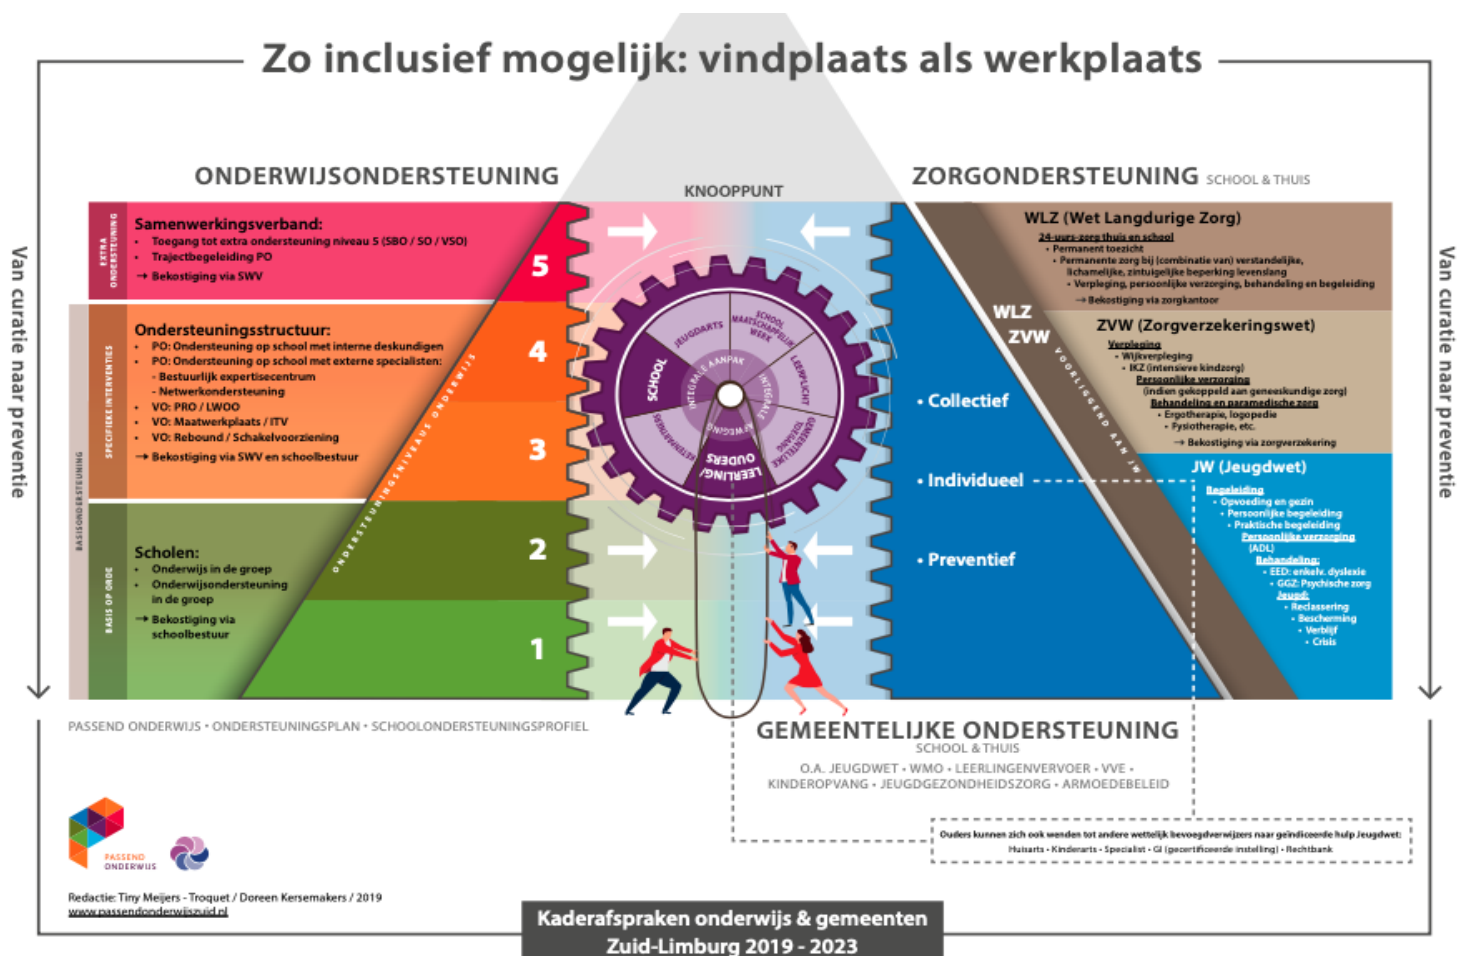 Zo inclusief mogelijk: vindplaats als werkplaats
Van curatie naar preventie
ONDERWIJSONDERSTEUNING
EXTRA
ONDERSTEUNING
Samenwerkingsverband:
• Toegang tot extra ondersteuning niveau 5 (SBO / SO / VSO)
• Trajectbegeleiding PO
→ Bekostiging via SWV
5
BASISONDERSTEUNING
SPECIFIEKE INTERVENTIES
Ondersteuningsstructuur:
• PO: Ondersteuning op school met interne deskundigen
• PO: Ondersteuning op school met externe specialisten:
- Bestuurlijk expertisecentrum
- Netwerkondersteuning
• VO: PRO / LWOO
• VO: Maatwerkplaats / ITV
• VO: Rebound / Schakelvoorziening
→ Bekostiging via SWV en schoolbestuur
4
3
BASIS OP ORDE
Scholen:
• Onderwijs in de groep
• Onderwijsondersteuning
in de groep
→ Bekostiging via
schoolbestuur
2
1
ONDERSTEUNINGSNIVEAUS ONDERWIJS
PASSEND ONDERWIJS • ONDERSTEUNINGSPLAN • SCHOOLONDERSTEUNINGSPROFIEL
KNOOPPUNT
SCHOOL
JEUGDARTS
SCHOOL
MAATSCHAPPELIJK
WERK
LEERPLICHT
GEMEENTELIJKE
TOEGANG
LEERLING/
OUDERS
KETENPARTNERS
INTEGRALE AANPAK
INTEGRALE AFWEGING
ZORGONDERSTEUNING SCHOOL & THUIS
• Collectief
• Individueel
• Preventief
WLZ
ZVW
VOORLIGGEND AAN JW
WLZ (Wet Langdurige Zorg)
24-uurs-zorg thuis en school
• Permanent toezicht
• Permanente zorg bij (combinatie van) verstandelijke,
lichamelijke, zintuigelijke beperking levenslang
• Verpleging, persoonlijke verzorging, behandeling en begeleiding
→ Bekostiging via zorgkantoor
ZVW (Zorgverzekeringswet)
Verpleging
• Wijkverpleging
• IKZ (intensieve kindzorg)
Persoonlijke verzorging
(indien gekoppeld aan geneeskundige zorg)
Behandeling en paramedische zorg
• Ergotherapie, logopedie
• Fysiotherapie, etc.
→ Bekostiging via zorgverzekering
JW (Jeugdwet)
Begeleiding
• Opvoeding en gezin
• Persoonlijke begeleiding
• Praktische begeleiding
Persoonlijke verzorging
(ADL)
Behandeling:
• EED: enkelv. dyslexie
• GGZ: Psychische zorg
Jeugd:
• Reclassering
• Bescherming
• Verblijf
• Crisis
Van curatie naar preventie
GEMEENTELIJKE ONDERSTEUNING
SCHOOL & THUIS
O.A. JEUGDWET • WMO • LEERLINGENVERVOER • VVE •
KINDEROPVANG • JEUGDGEZONDHEIDSZORG • ARMOEDEBELEID
Ouders kunnen zich ook wenden tot andere wettelijk bevoegdverwijzers naar geïndiceerde hulp Jeugdwet:
Huisarts • Kinderarts • Specialist • GI (gecertificeerde instelling) • Rechtbank
PASSEND
ONDERWIJS
Redactie: Tiny Meijers - Troquet / Doreen Kersemakers / 2019
www.passendonderwijszuid.nl
Kaderafspraken onderwijs & gemeenten
Zuid-Limburg 2019 - 2023